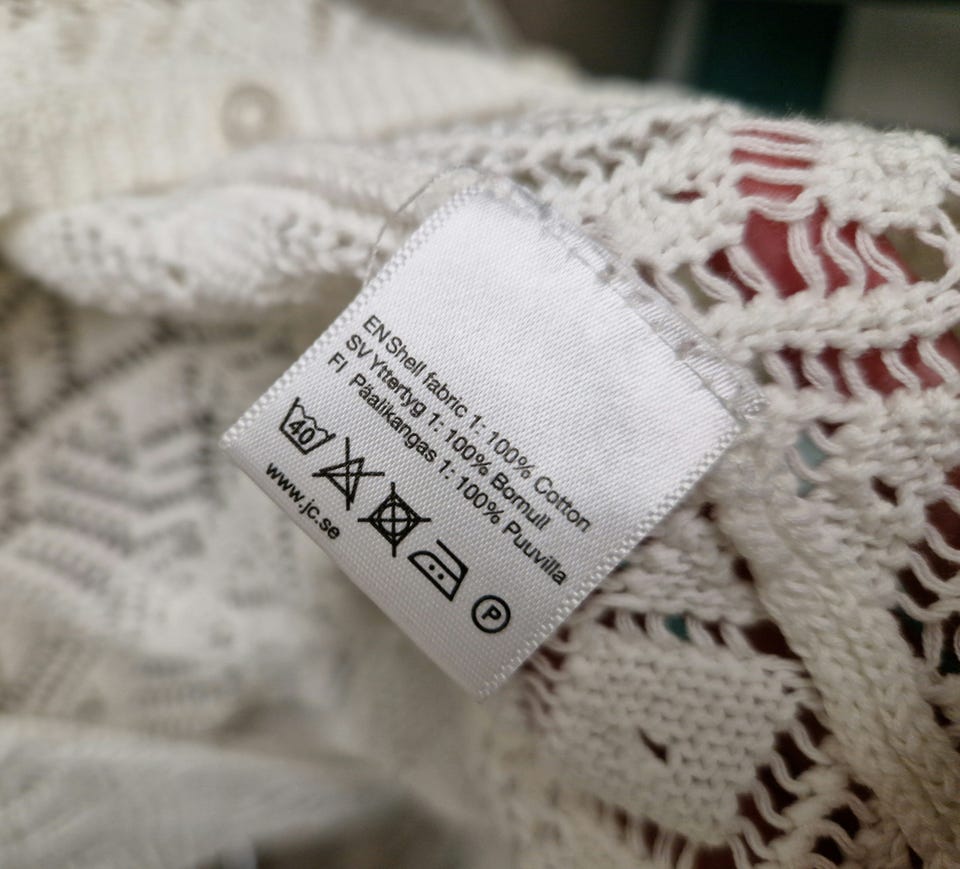 EN Shell fabric 1: 100% Cotton
SV Yttertyg 1: 100% Bomull
FI Päälikangas 1: 100% Puuvilla
40
P
www.jc.se